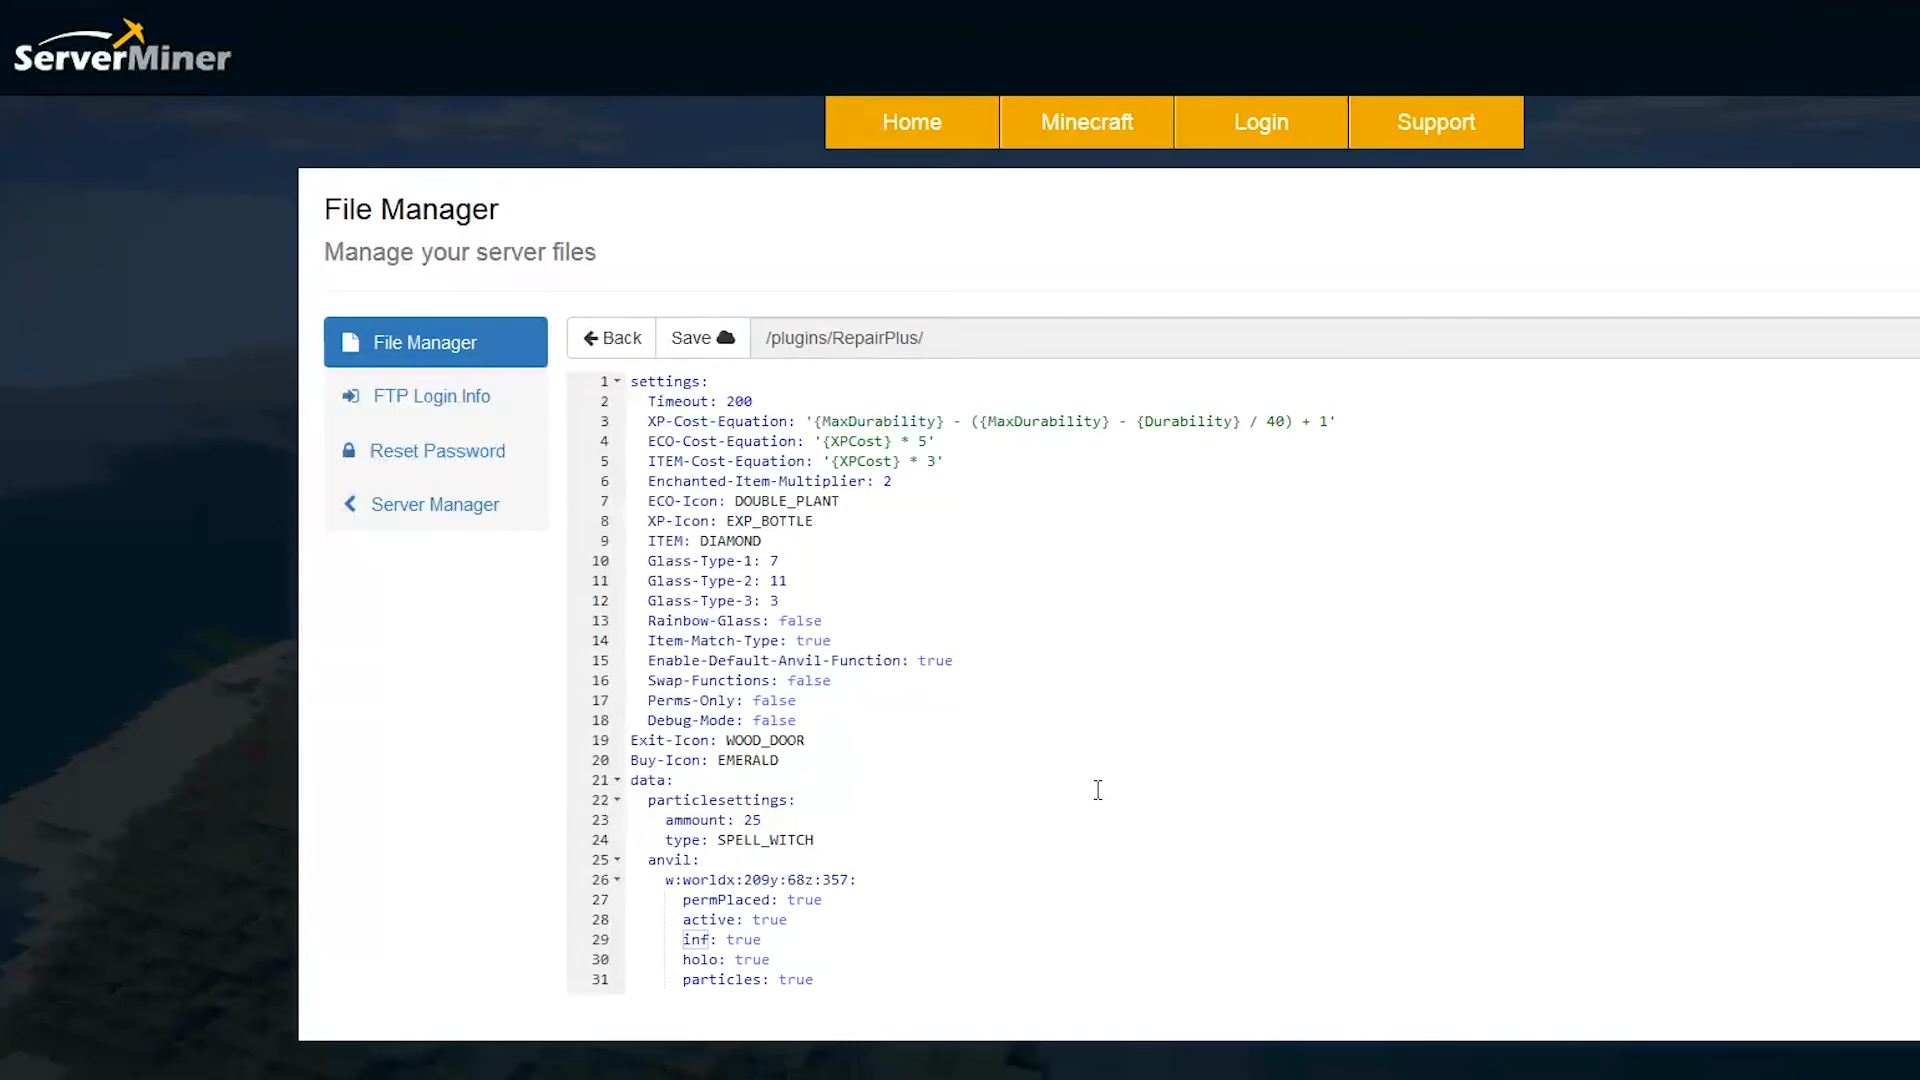 ServerMiner
Home Minecraft Login Support
File Manager
Manage your server files
File Manager
FTP Login Info
Reset Password
Server Manager
Back Save /plugins/RepairPlus/
1 settings:
2 Timeout: 200
3 XP-Cost-Equation: '{MaxDurability} - ({MaxDurability} - {Durability} / 40) + 1'
4 ECO-Cost-Equation: '{XPCost} * 5'
5 ITEM-Cost-Equation: '{XPCost} * 3'
6 Enchanted-Item-Multiplier: 2
7 ECO-Icon: DOUBLE_PLANT
8 XP-Icon: EXP_BOTTLE
9 ITEM: DIAMOND
10 Glass-Type-1: 7
11 Glass-Type-2: 11
12 Glass-Type-3: 3
13 Rainbow-Glass: false
14 Item-Match-Type: true
15 Enable-Default-Anvil-Function: true
16 Swap-Functions: false
17 Perms-Only: false
18 Debug-Mode: false
19 Exit-Icon: WOOD_DOOR
20 Buy-Icon: EMERALD
21 data:
22 particlesettings:
23 ammount: 25
24 type: SPELL_WITCH
25 anvil:
26 w:worldx:209y:68z:357:
27 permPlaced: true
28 active: true
29 inf: true
30 holo: true
31 particles: true